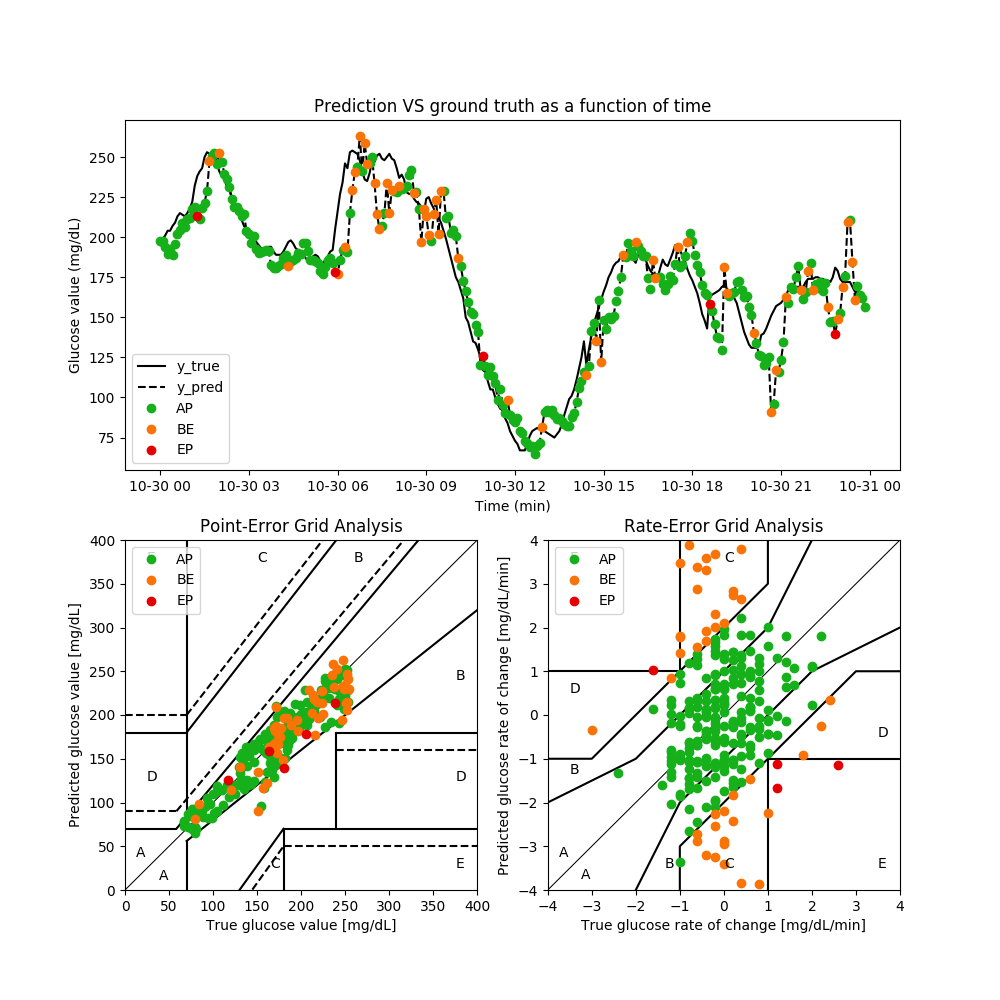 Prediction VS ground truth as a function of time
Glucose value (mg/dL)
250
225
200
175
150
125
100
75
y_true
y_pred
AP
BE
EP
10-30 00 10-30 03 10-30 06 10-30 09 10-30 12 10-30 15 10-30 18 10-30 21 10-31 00
Time (min)
Point-Error Grid Analysis
Predicted glucose value [mg/dL]
400
350
300
250
200
150
100
50
0
AP
BE
EP
C B
B
D D
A
A
C E
0 50 100 150 200 250 300 350 400
True glucose value [mg/dL]
Rate-Error Grid Analysis
Predicted glucose rate of change [mg/dL/min]
4
3
2
1
0
−1
−2
−3
−4
AP
BE
EP
C
D
D
B
A
A
B C E
−4 −3 −2 −1 0 1 2 3 4
True glucose rate of change [mg/dL/min]